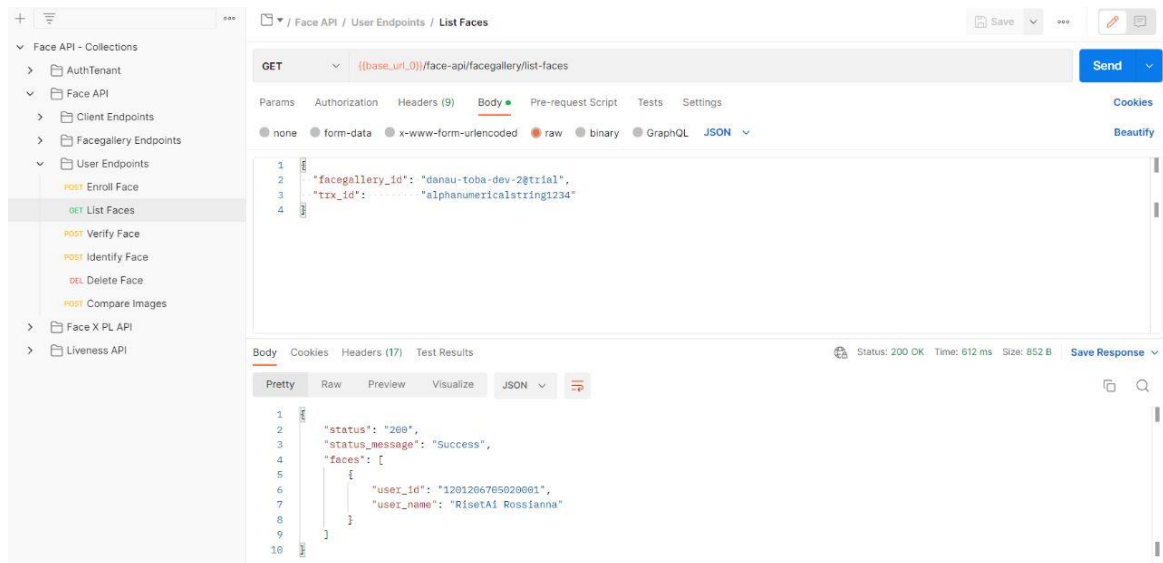 Face API / User Endpoints / List Faces
Save
Face API - Collections
AuthTenant
Face API
Client Endpoints
Facegallery Endpoints
User Endpoints
POST Enroll Face
GET List Faces
POST Verify Face
POST Identify Face
DEL Delete Face
POST Compare Images
Face X PL API
Liveness API
GET
{{base_url_0}}/face-api/facegallery/list-faces
Send
Params Authorization Headers (9) Body Pre-request Script Tests Settings
Cookies
none form-data x-www-form-urlencoded raw binary GraphQL JSON
Beautify
1 {
2 "facegallery_id": "danau-toba-dev-2@trial",
3 "trx_id": "alphanumericalstring1234"
4 }
Body Cookies Headers (17) Test Results
Status: 200 OK Time: 612 ms Size: 852 B Save Response
Pretty Raw Preview Visualize JSON
1 {
2 "status": "200",
3 "status_message": "Success",
4 "faces": [
5 {
6 "user_id": "1201206705020001",
7 "user_name": "RisetAi Rossianna"
8 }
9 ]
10 }